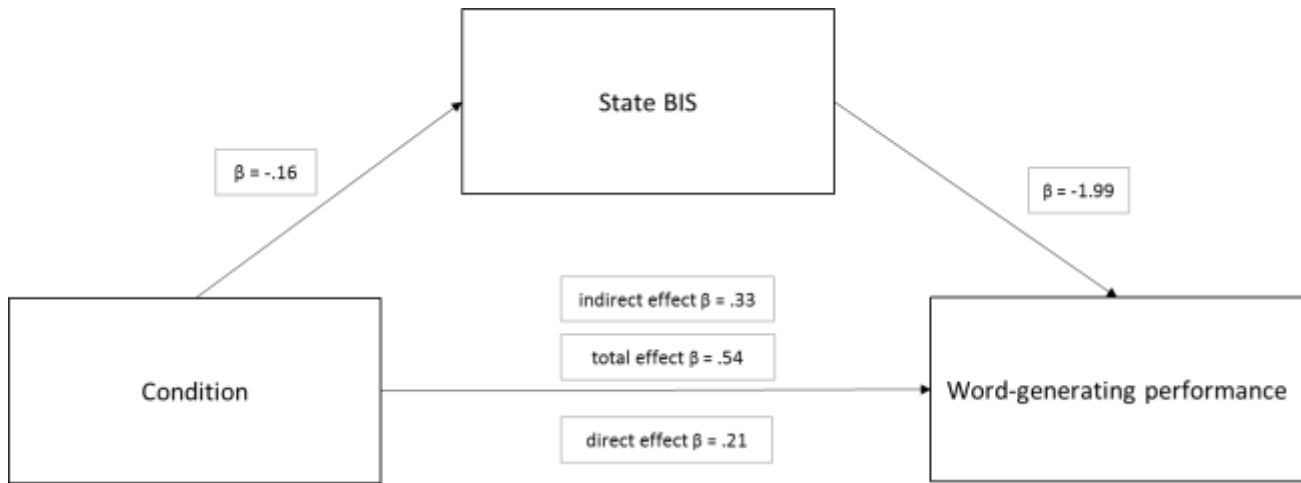 State BIS
β = -.16
β = -1.99
indirect effect β = .33
total effect β = .54
Condition
Word-generating performance
direct effect β = .21